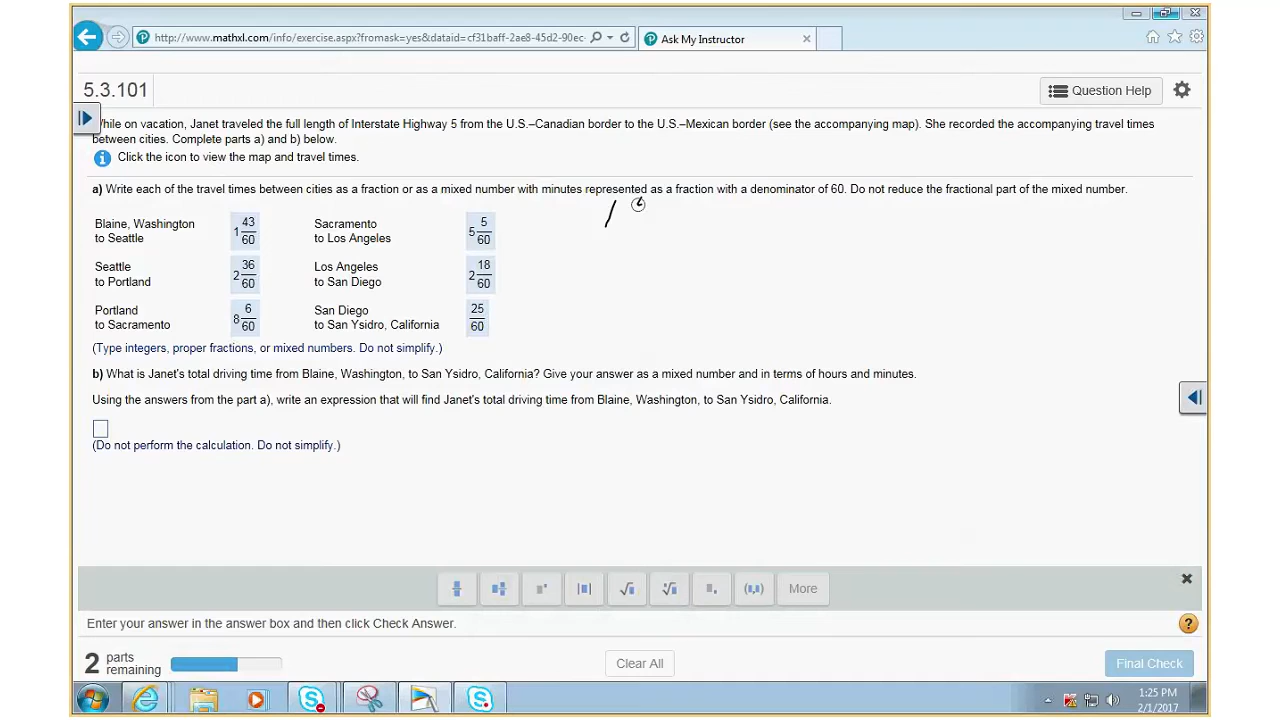 http://www.mathxl.com/info/exercise.aspx?fromask=yes&dataid=cf31baff-2ae8-45d2-90ec-
Ask My Instructor
5.3.101
Question Help
hile on vacation, Janet traveled the full length of Interstate Highway 5 from the U.S.–Canadian border to the U.S.–Mexican border (see the accompanying map). She recorded the accompanying travel times
between cities. Complete parts a) and b) below.
Click the icon to view the map and travel times.
a) Write each of the travel times between cities as a fraction or as a mixed number with minutes represented as a fraction with a denominator of 60. Do not reduce the fractional part of the mixed number.
Blaine, Washington to Seattle 1 43/60 Sacramento to Los Angeles 5 5/60
Seattle to Portland 2 36/60 Los Angeles to San Diego 2 18/60
Portland to Sacramento 8 6/60 San Diego to San Ysidro, California 25/60
(Type integers, proper fractions, or mixed numbers. Do not simplify.)
b) What is Janet's total driving time from Blaine, Washington, to San Ysidro, California? Give your answer as a mixed number and in terms of hours and minutes.
Using the answers from the part a), write an expression that will find Janet's total driving time from Blaine, Washington, to San Ysidro, California.
(Do not perform the calculation. Do not simplify.)
More
Enter your answer in the answer box and then click Check Answer.
2 parts remaining
Clear All
Final Check
1:25 PM
2/1/2017